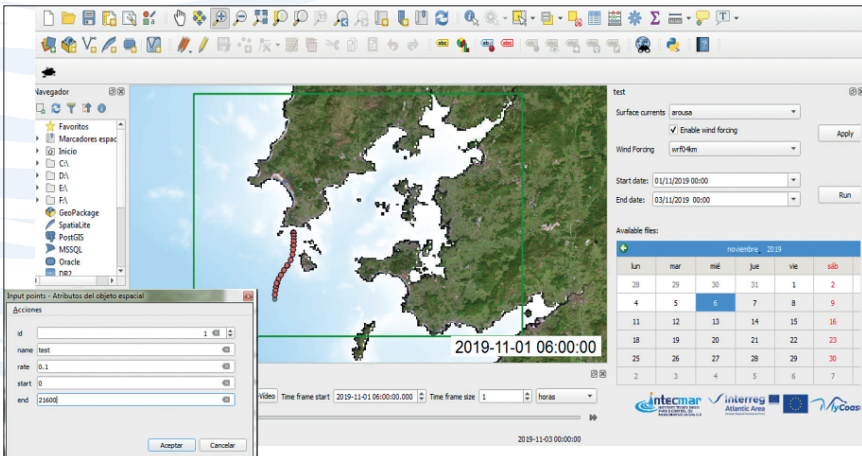 Navegador
Favoritos
Marcadores espac
Inicio
C:\
D:\
E:\
F:\
GeoPackage
SpatiaLite
PostGIS
MSSQL
Oracle
DB2
2019-11-01 06:00:00
test
Surface currents arousa
Enable wind forcing
Apply
Wind Forcing wrf04km
Start date: 01/11/2019 00:00
End date: 03/11/2019 00:00
Run
Available files:
noviembre, 2019
lun mar mié jue vie sáb
28 29 30 31 1 2
4 5 6 7 8 9
11 12 13 14 15 16
18 19 20 21 22 23
25 26 27 28 29 30
2 3 4 5 6 7
Input points - Atributos del objeto espacial
Acciones
id 1
name test
rate 0.1
start 0
end 21600
Aceptar Cancelar
-Video Time frame start 2019-11-01 06:00:00.000 Time frame size 1 horas
2019-11-03 00:00:00
intecmar
Interreg
Atlantic Area
MyCoast